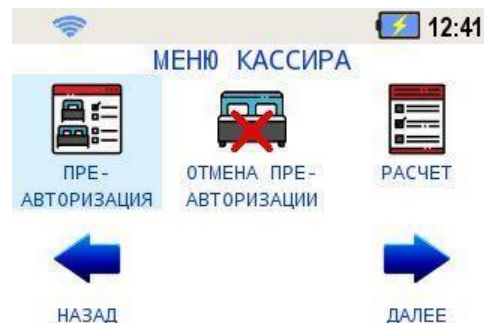 12:41
МЕНЮ КАССИРА
ПРЕ-
АВТОРИЗАЦИЯ
ОТМЕНА ПРЕ-
АВТОРИЗАЦИИ
РАСЧЕТ
НАЗАД
ДАЛЕЕ